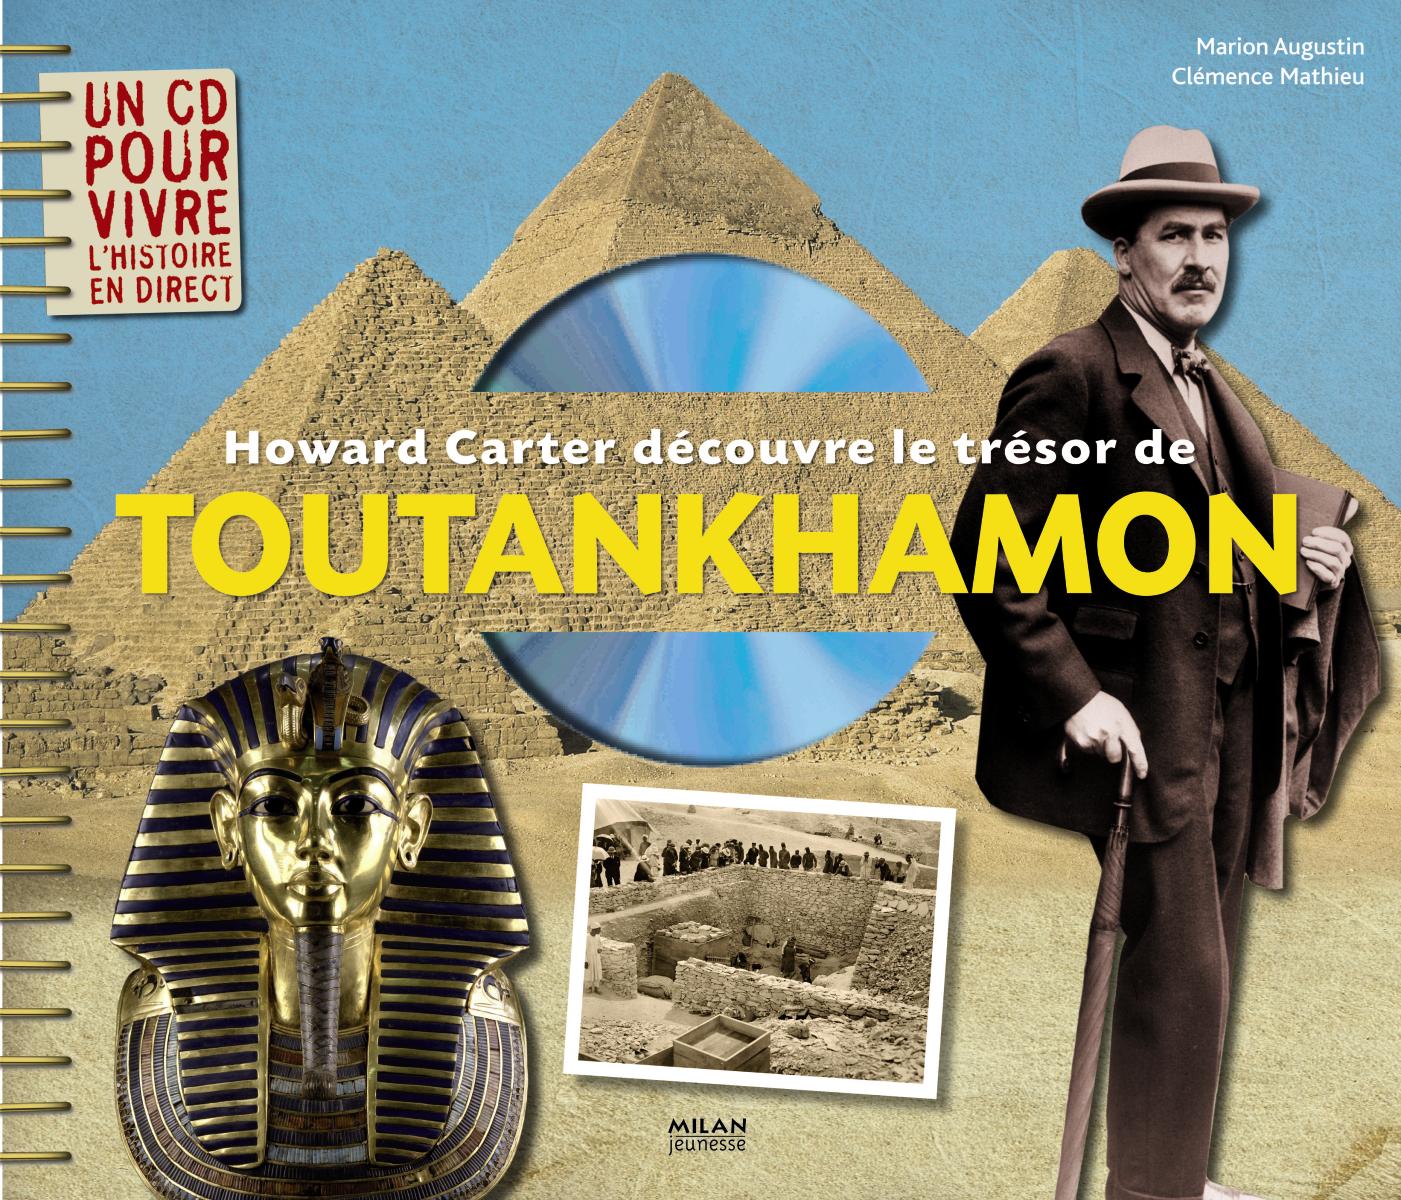 Marion Augustin
Clémence Mathieu
UN CD
POUR
VIVRE
L'HISTOIRE
EN DIRECT
Howard Carter découvre le trésor de
TOUTANKHAMON
MILAN
jeunesse